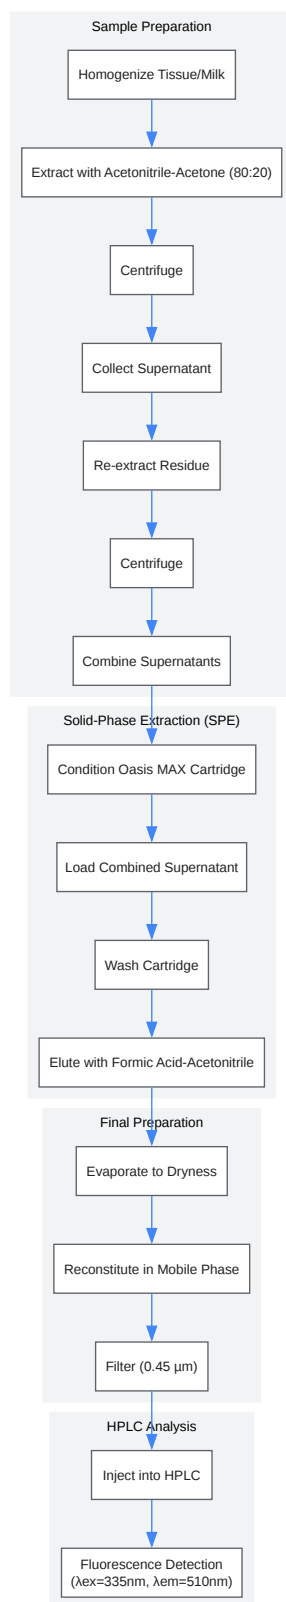 Sample Preparation
Homogenize Tissue/Milk
Extract with Acetonitrile-Acetone (80:20)
Centrifuge
Collect Supernatant
Re-extract Residue
Centrifuge
Combine Supernatants
Solid-Phase Extraction (SPE)
Condition Oasis MAX Cartridge
Load Combined Supernatant
Wash Cartridge
Elute with Formic Acid-Acetonitrile
Final Preparation
Evaporate to Dryness
Reconstitute in Mobile Phase
Filter (0.45 µm)
HPLC Analysis
Inject into HPLC
Fluorescence Detection
(λex=335nm, λem=510nm)